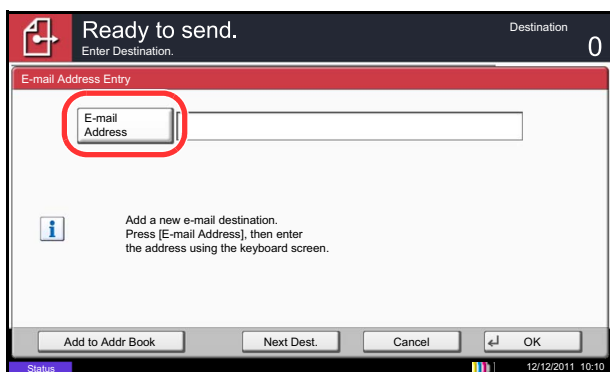 Ready to send.
Destination
Enter Destination.
0
E-mail Address Entry
E-mail
Address
Add a new e-mail destination.
Press [E-mail Address], then enter
the address using the keyboard screen.
Add to Addr Book
Next Dest.
Cancel
OK
Status
12/12/2011 10:10